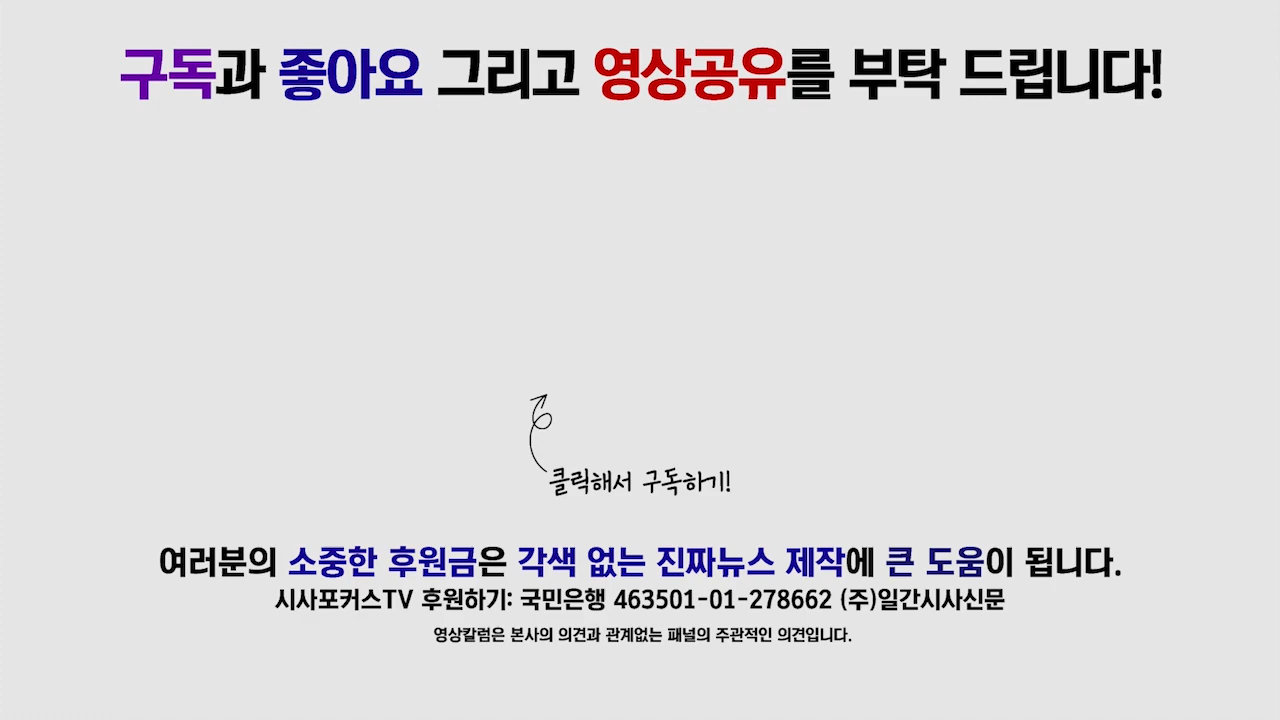 구독과 좋아요 그리고 영상공유를 부탁 드립니다!
클릭해서 구독하기!
여러분의 소중한 후원금은 각색 없는 진짜뉴스 제작에 큰 도움이 됩니다.
시사포커스TV 후원하기: 국민은행 463501-01-278662 (주)일간시사신문
영상칼럼은 본사의 의견과 관계없는 패널의 주관적인 의견입니다.